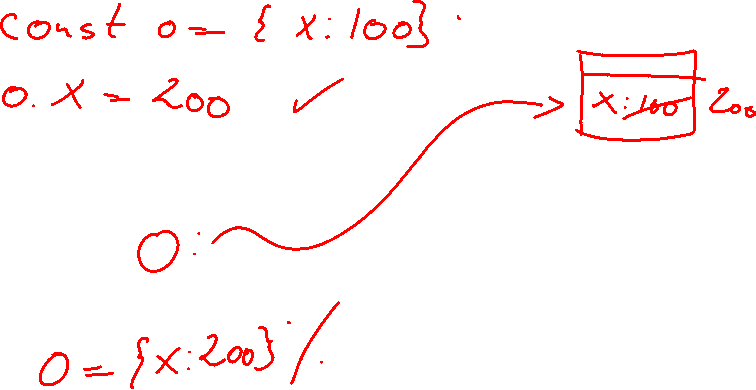 const o = { x: 100};
o. x = 200 ✓
x: 100 200
O:
O = {x: 200};